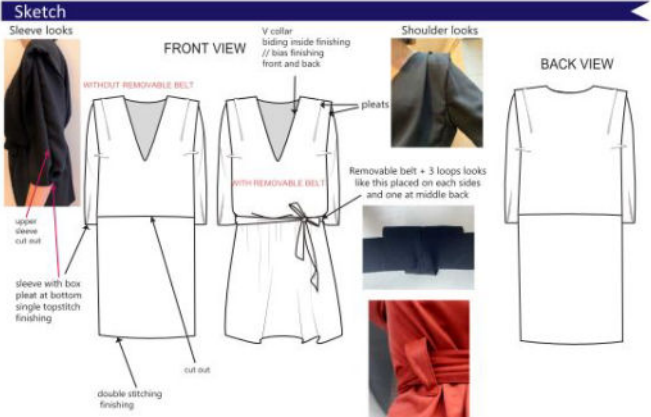 Sketch
Sleeve looks
FRONT VIEW
V collar
biding inside finishing
// bias finishing
front and back
Shoulder looks
BACK VIEW
WITHOUT REMOVABLE BELT
pleats
WITH REMOVABLE BELT
Removable belt + 3 loops looks
like this placed on each sides
and one at middle back
upper
sleeve
cut out
sleeve with box
pleat at bottom
single topstitch
finishing
cut out
double stitching
finishing